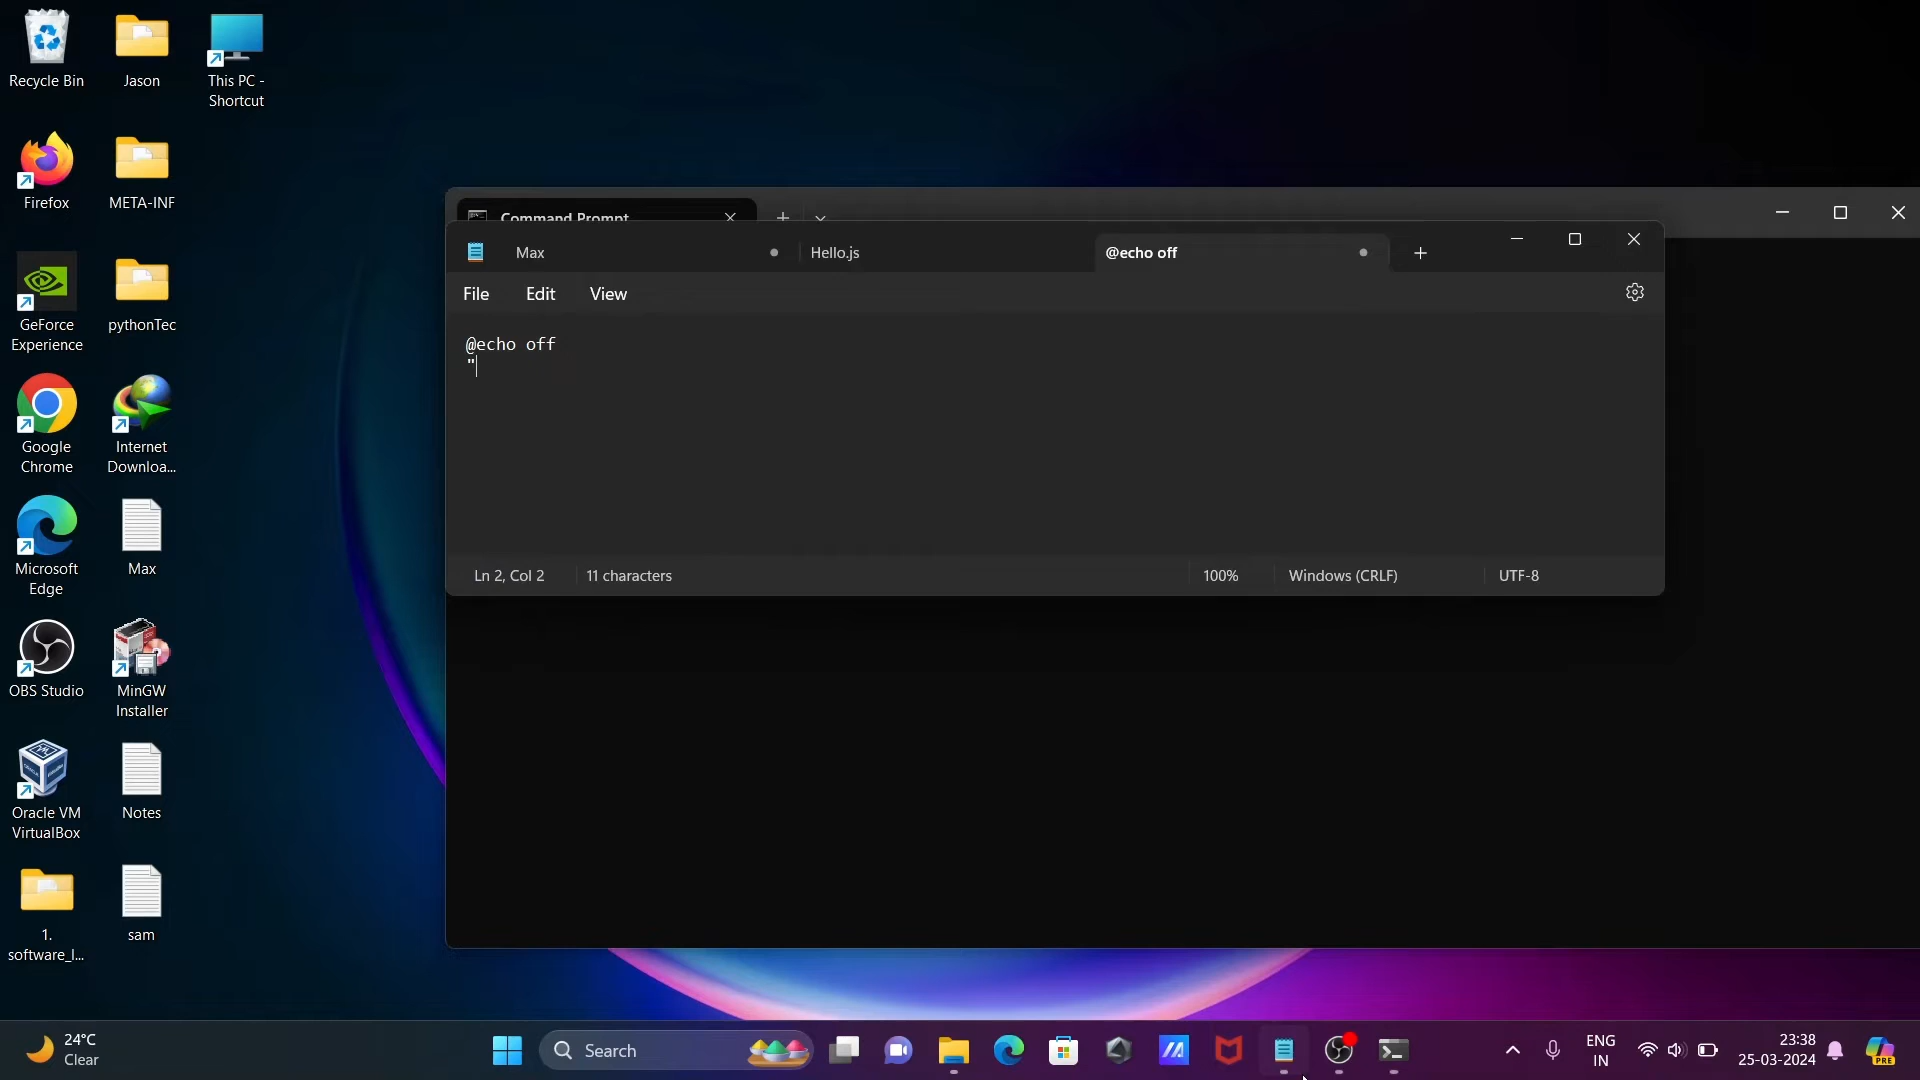 Recycle Bin
Jason
This PC -
Shortcut
Firefox
META-INF
GeForce
Experience
pythonTec
Google
Chrome
Internet
Downloa...
Microsoft
Edge
Max
OBS Studio
MinGW
Installer
Oracle VM
VirtualBox
Notes
1.
software_l...
sam
Command Prompt
Max
Hello.js
@echo off
File
Edit
View
@echo off
"
Ln 2, Col 2
11 characters
100%
Windows (CRLF)
UTF-8
24°C
Clear
Search
ENG
IN
23:38
25-03-2024
PRE